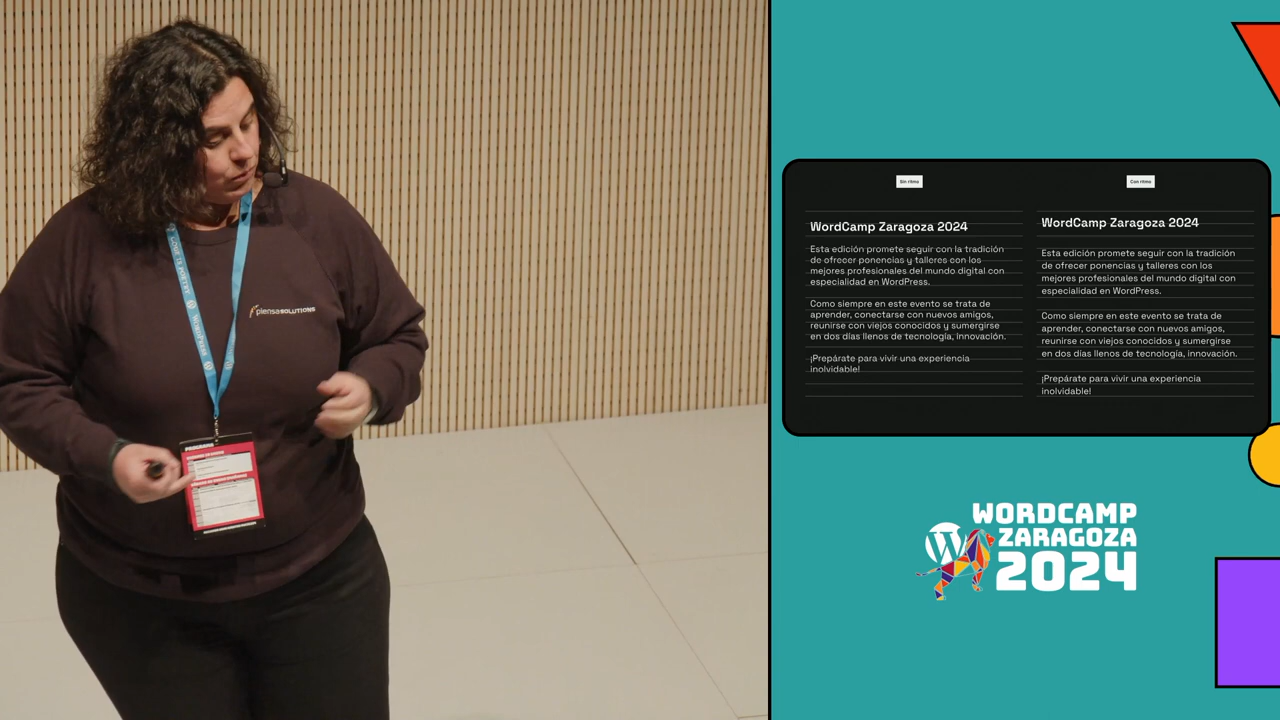 CODE IS POETRY
WORDPRESS
piensaSOLUTIONS
PROGRAMA
Sin ritmo
WordCamp Zaragoza 2024
Esta edición promete seguir con la tradición
de ofrecer ponencias y talleres con los
mejores profesionales del mundo digital con
especialidad en WordPress.
Como siempre en este evento se trata de
aprender, conectarse con nuevos amigos,
reunirse con viejos conocidos y sumergirse
en dos días llenos de tecnología, innovación.
¡Prepárate para vivir una experiencia
inolvidable!
Con ritmo
WordCamp Zaragoza 2024
Esta edición promete seguir con la tradición
de ofrecer ponencias y talleres con los
mejores profesionales del mundo digital con
especialidad en WordPress.
Como siempre en este evento se trata de
aprender, conectarse con nuevos amigos,
reunirse con viejos conocidos y sumergirse
en dos días llenos de tecnología, innovación.
¡Prepárate para vivir una experiencia
inolvidable!
WORDCAMP
ZARAGOZA
2024